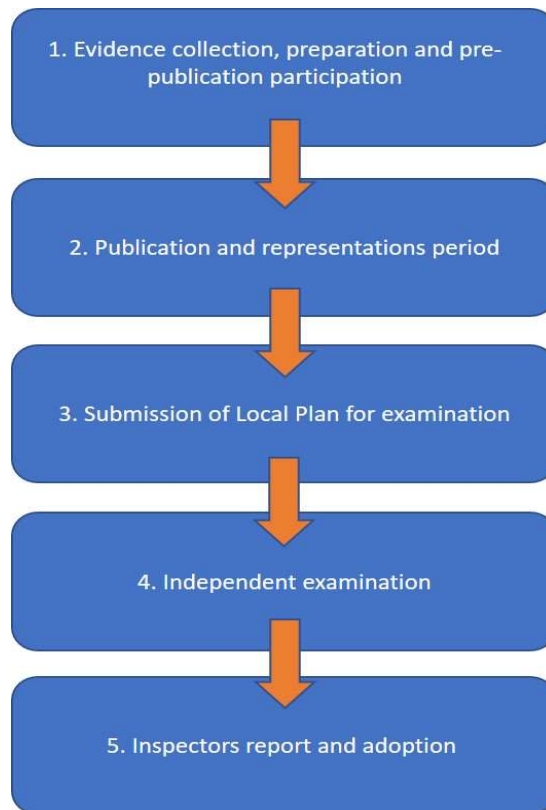 1. Evidence collection, preparation and pre-
publication participation
2. Publication and representations period
3. Submission of Local Plan for examination
4. Independent examination
5. Inspectors report and adoption